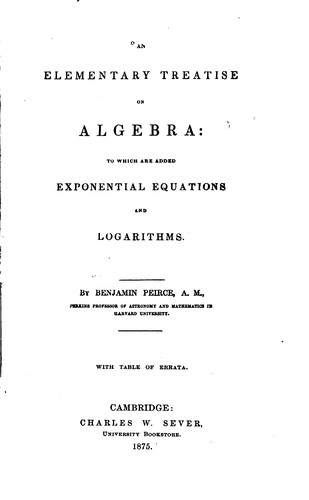 AN
ELEMENTARY TREATISE
ON
ALGEBRA:
TO WHICH ARE ADDED
EXPONENTIAL EQUATIONS
AND
LOGARITHMS.
BY BENJAMIN PEIRCE, A. M.,
PERKINS PROFESSOR OF ASTRONOMY AND MATHEMATICS IN
HARVARD UNIVERSITY.
WITH TABLE OF ERRATA.
CAMBRIDGE:
CHARLES W. SEVER,
UNIVERSITY BOOKSTORE.
1875.